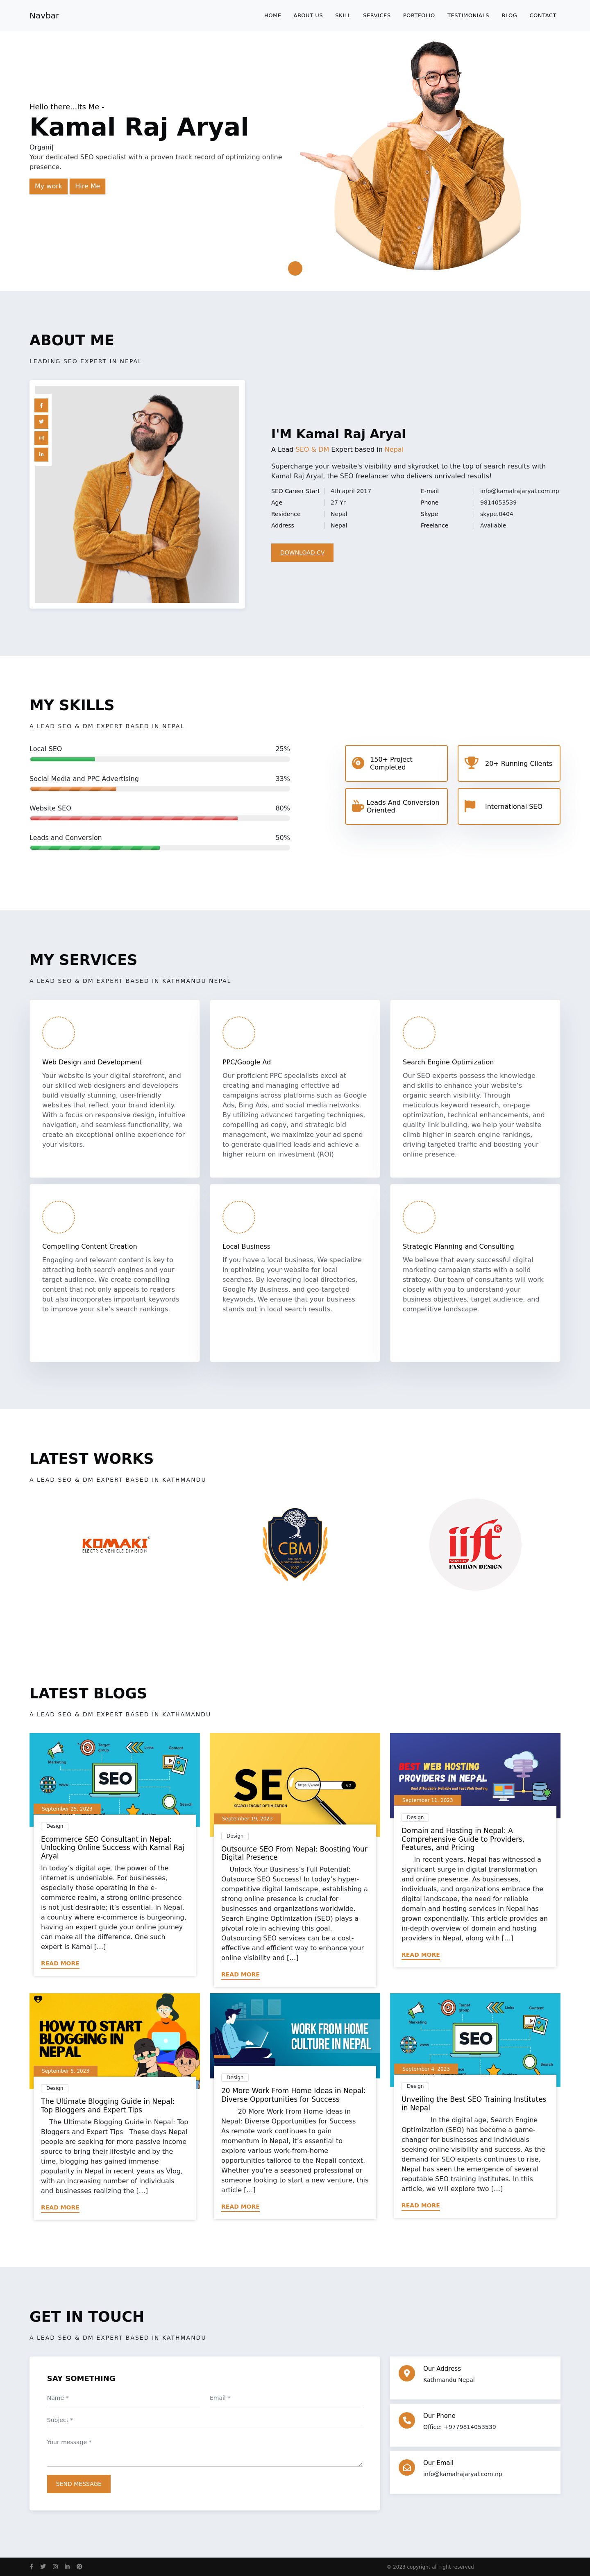 Navbar
HOME ABOUT US SKILL SERVICES PORTFOLIO TESTIMONIALS BLOG CONTACT
Hello there...Its Me -
Kamal Raj Aryal
Organi|
Your dedicated SEO specialist with a proven track record of optimizing online
presence.
My work Hire Me
ABOUT ME
LEADING SEO EXPERT IN NEPAL
I'M Kamal Raj Aryal
A Lead SEO & DM Expert based in Nepal
Supercharge your website's visibility and skyrocket to the top of search results with
Kamal Raj Aryal, the SEO freelancer who delivers unrivaled results!
SEO Career Start 4th april 2017 E-mail info@kamalrajaryal.com.np
Age 27 Yr Phone 9814053539
Residence Nepal Skype skype.0404
Address Nepal Freelance Available
DOWNLOAD CV
MY SKILLS
A LEAD SEO & DM EXPERT BASED IN NEPAL
Local SEO 25%
Social Media and PPC Advertising 33%
Website SEO 80%
Leads and Conversion 50%
150+ Project
Completed
20+ Running Clients
Leads And Conversion
Oriented
International SEO
MY SERVICES
A LEAD SEO & DM EXPERT BASED IN KATHMANDU NEPAL
Web Design and Development
Your website is your digital storefront, and
our skilled web designers and developers
build visually stunning, user-friendly
websites that reflect your brand identity.
With a focus on responsive design, intuitive
navigation, and seamless functionality, we
create an exceptional online experience for
your visitors.
PPC/Google Ad
Our proficient PPC specialists excel at
creating and managing effective ad
campaigns across platforms such as Google
Ads, Bing Ads, and social media networks.
By utilizing advanced targeting techniques,
compelling ad copy, and strategic bid
management, we maximize your ad spend
to generate qualified leads and achieve a
higher return on investment (ROI)
Search Engine Optimization
Our SEO experts possess the knowledge
and skills to enhance your website's
organic search visibility. Through
meticulous keyword research, on-page
optimization, technical enhancements, and
quality link building, we help your website
climb higher in search engine rankings,
driving targeted traffic and boosting your
online presence.
Compelling Content Creation
Engaging and relevant content is key to
attracting both search engines and your
target audience. We create compelling
content that not only appeals to readers
but also incorporates important keywords
to improve your site's search rankings.
Local Business
If you have a local business, We specialize
in optimizing your website for local
searches. By leveraging local directories,
Google My Business, and geo-targeted
keywords, We ensure that your business
stands out in local search results.
Strategic Planning and Consulting
We believe that every successful digital
marketing campaign starts with a solid
strategy. Our team of consultants will work
closely with you to understand your
business objectives, target audience, and
competitive landscape.
LATEST WORKS
A LEAD SEO & DM EXPERT BASED IN KATHMANDU
KOMAKI
ELECTRIC VEHICLE DIVISION
CBM
iift
FASHION DESIGN
LATEST BLOGS
A LEAD SEO & DM EXPERT BASED IN KATHAMANDU
Marketing
Target
group
Links
Content
www
SEO
Search
September 25, 2023
Design
Ecommerce SEO Consultant in Nepal:
Unlocking Online Success with Kamal Raj
Aryal
In today's digital age, the power of the
internet is undeniable. For businesses,
especially those operating in the e-
commerce realm, a strong online presence
is not just desirable; it's essential. In Nepal,
a country where e-commerce is burgeoning,
having an expert guide your online journey
can make all the difference. One such
expert is Kamal […]
READ MORE
SE
SEARCH ENGINE OPTIMIZATION
September 19, 2023
Design
Outsource SEO From Nepal: Boosting Your
Digital Presence
Unlock Your Business's Full Potential:
Outsource SEO Success! In today's hyper-
competitive digital landscape, establishing a
strong online presence is crucial for
businesses and organizations worldwide.
Search Engine Optimization (SEO) plays a
pivotal role in achieving this goal.
Outsourcing SEO services can be a cost-
effective and efficient way to enhance your
online visibility and […]
READ MORE
BEST WEB HOSTING
PROVIDERS IN NEPAL
Best Affordable, Reliable and Fast Web Hosting
September 11, 2023
Design
Domain and Hosting in Nepal: A
Comprehensive Guide to Providers,
Features, and Pricing
In recent years, Nepal has witnessed a
significant surge in digital transformation
and online presence. As businesses,
individuals, and organizations embrace the
digital landscape, the need for reliable
domain and hosting services in Nepal has
grown exponentially. This article provides an
in-depth overview of domain and hosting
providers in Nepal, along with […]
READ MORE
HOW TO START
BLOGGING IN
NEPAL
September 5, 2023
Design
The Ultimate Blogging Guide in Nepal:
Top Bloggers and Expert Tips
The Ultimate Blogging Guide in Nepal: Top
Bloggers and Expert Tips These days Nepal
people are seeking for more passive income
source to bring their lifestyle and by the
time, blogging has gained immense
popularity in Nepal in recent years as Vlog,
with an increasing number of individuals
and businesses realizing the […]
READ MORE
WORK FROM HOME
CULTURE IN NEPAL
Design
20 More Work From Home Ideas in Nepal:
Diverse Opportunities for Success
20 More Work From Home Ideas in
Nepal: Diverse Opportunities for Success
As remote work continues to gain
momentum in Nepal, it's essential to
explore various work-from-home
opportunities tailored to the Nepali context.
Whether you're a seasoned professional or
someone looking to start a new venture, this
article […]
READ MORE
Marketing
Target
group
Links
Content
www
SEO
Search
September 4, 2023
Design
Unveiling the Best SEO Training Institutes
in Nepal
In the digital age, Search Engine
Optimization (SEO) has become a game-
changer for businesses and individuals
seeking online visibility and success. As the
demand for SEO experts continues to rise,
Nepal has seen the emergence of several
reputable SEO training institutes. In this
article, we will explore two […]
READ MORE
GET IN TOUCH
A LEAD SEO & DM EXPERT BASED IN KATHMANDU
SAY SOMETHING
Name * Email *
Subject *
Your message *
SEND MESSAGE
Our Address
Kathmandu Nepal
Our Phone
Office: +9779814053539
Our Email
info@kamalrajaryal.com.np
© 2023 copyright all right reserved